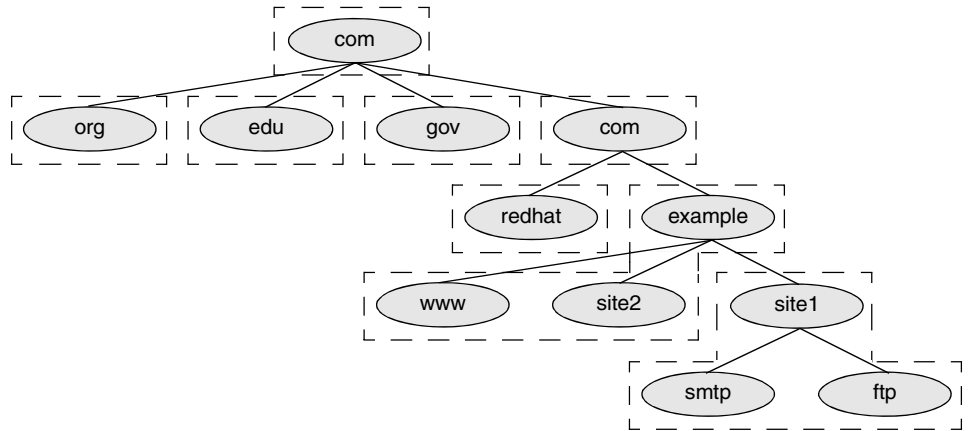 com
org edu gov com
redhat example
www site2 site1
smtp ftp